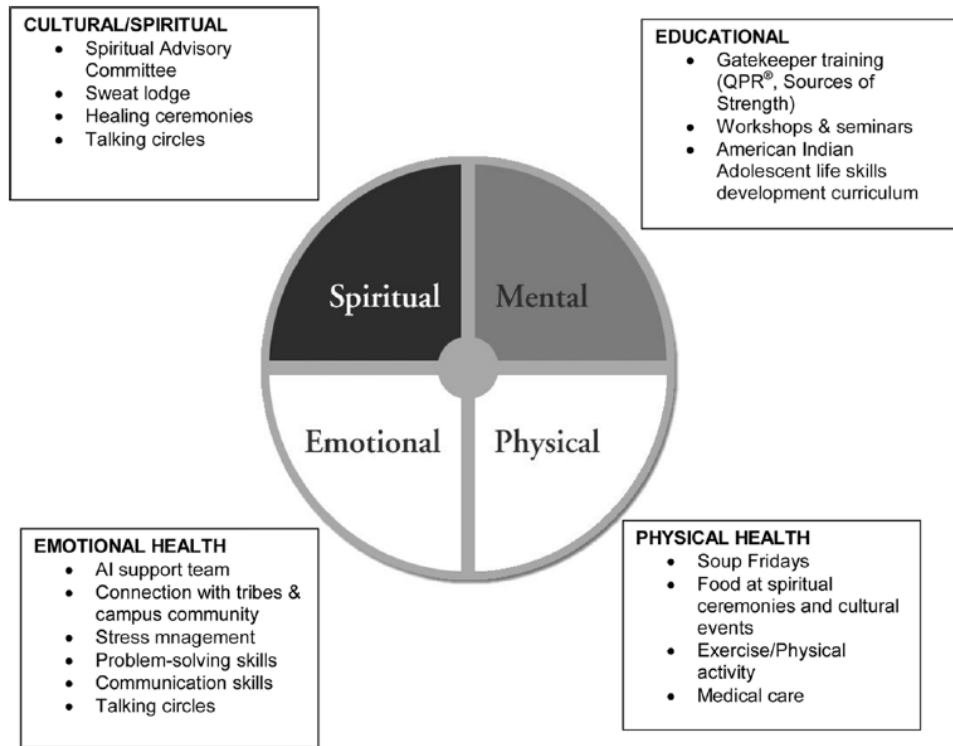 CULTURAL/SPIRITUAL
• Spiritual Advisory
Committee
• Sweat lodge
• Healing ceremonies
• Talking circles
EDUCATIONAL
• Gatekeeper training
(QPR®, Sources of
Strength)
• Workshops & seminars
• American Indian
Adolescent life skills
development curriculum
Spiritual
Mental
Emotional
Physical
EMOTIONAL HEALTH
• AI support team
• Connection with tribes &
campus community
• Stress mnagement
• Problem-solving skills
• Communication skills
• Talking circles
PHYSICAL HEALTH
• Soup Fridays
• Food at spiritual
ceremonies and cultural
events
• Exercise/Physical
activity
• Medical care